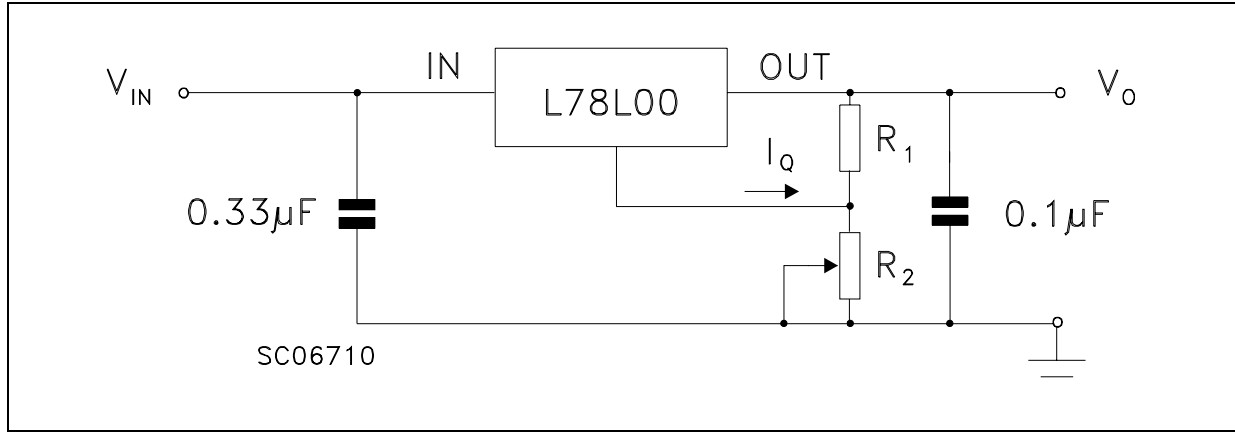 V_IN
IN
L78L00
OUT
V_O
R_1
I_Q
0.33µF
0.1µF
R_2
SC06710